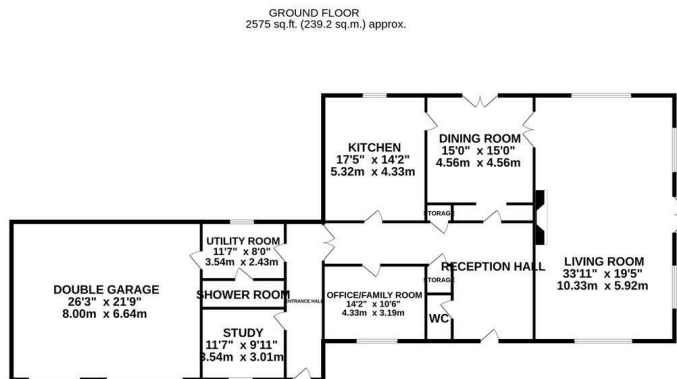 GROUND FLOOR
2575 sq.ft. (239.2 sq.m.) approx.
KITCHEN
17'5" x 14'2"
5.32m x 4.33m
DINING ROOM
15'0" x 15'0"
4.56m x 4.56m
STORAGE
UTILITY ROOM
11'7" x 8'0"
3.54m x 2.43m
DOUBLE GARAGE
26'3" x 21'9"
8.00m x 6.64m
SHOWER ROOM
ENTRANCE HALL
OFFICE/FAMILY ROOM
14'2" x 10'6"
4.33m x 3.19m
STORAGE
RECEPTION HALL
LIVING ROOM
33'11" x 19'5"
10.33m x 5.92m
WC
STUDY
11'7" x 9'11"
3.54m x 3.01m